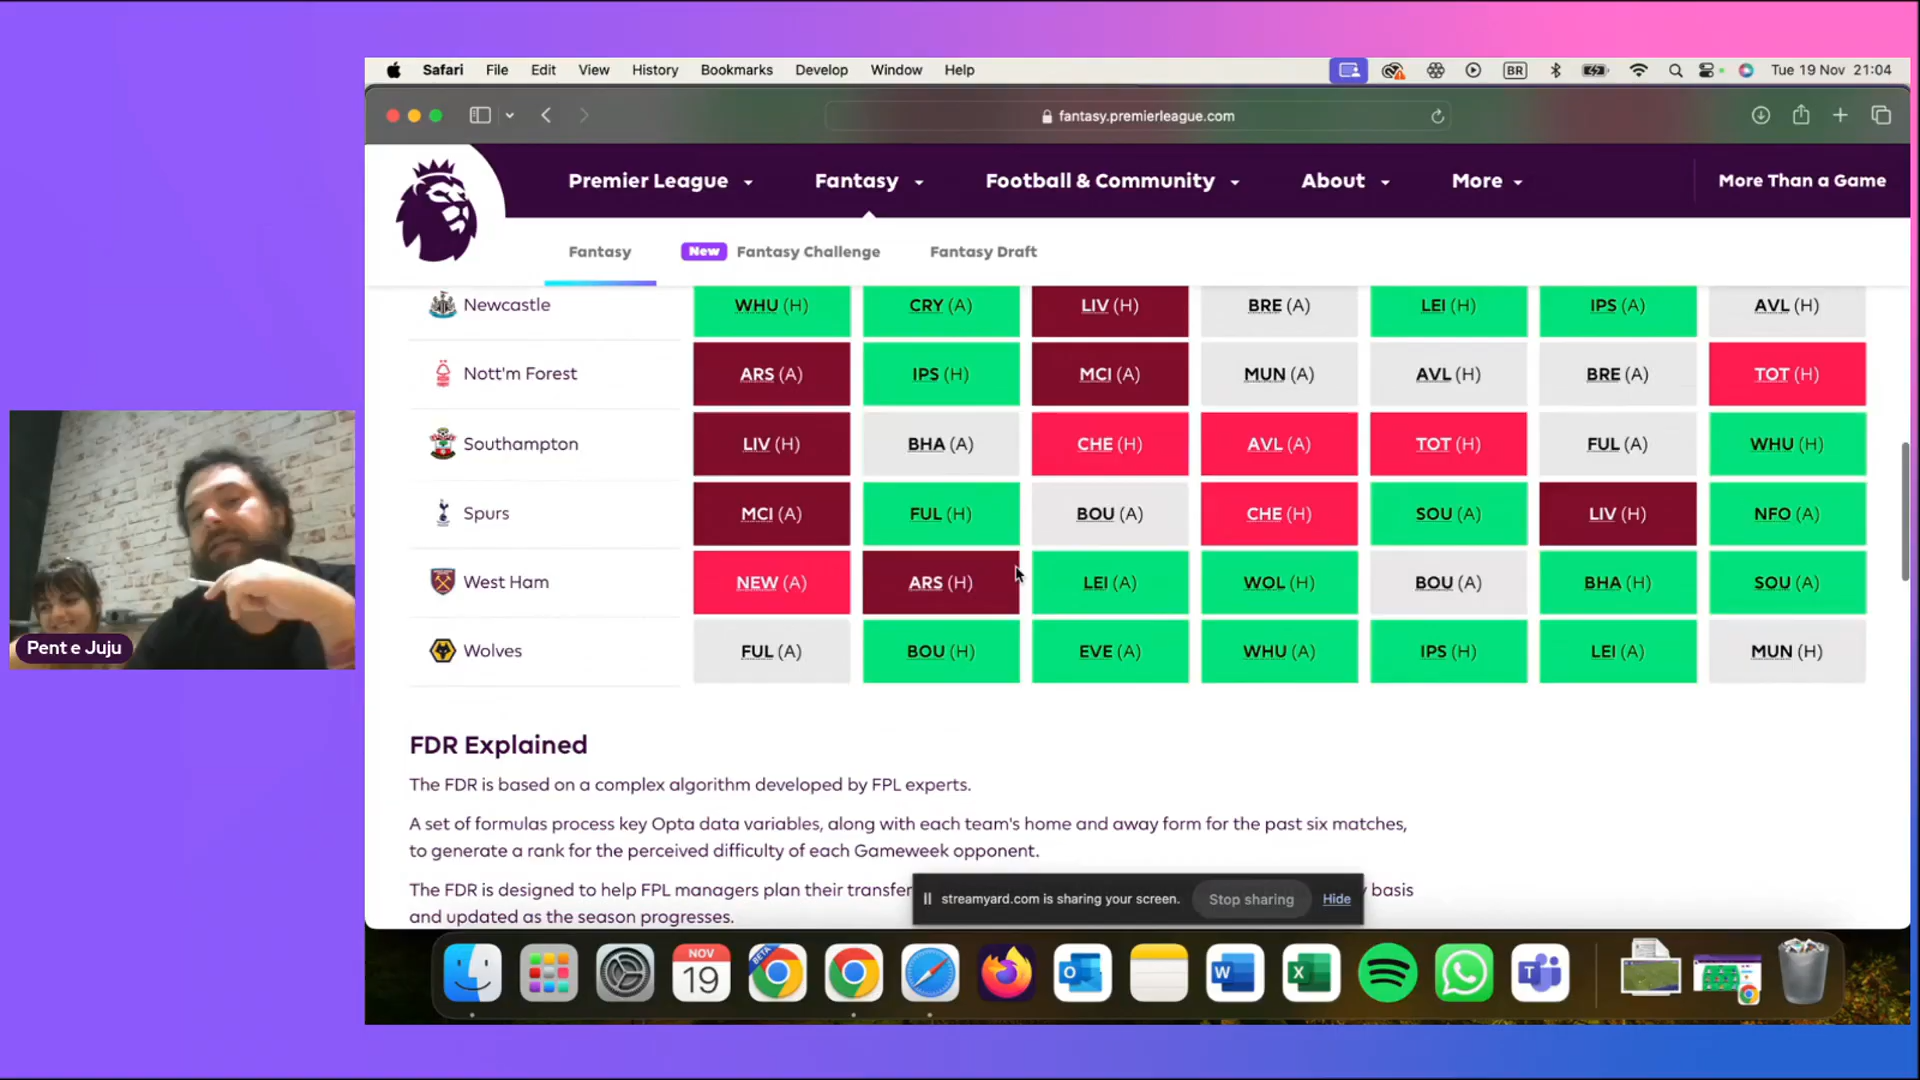 Safari File Edit View History Bookmarks Develop Window Help BR Tue 19 Nov 21:04
fantasy.premierleague.com
Premier League Fantasy Football & Community About More More Than a Game
Fantasy New Fantasy Challenge Fantasy Draft
Newcastle WHU (H) CRY (A) LIV (H) BRE (A) LEI (H) IPS (A) AVL (H)
Nott'm Forest ARS (A) IPS (H) MCI (A) MUN (A) AVL (H) BRE (A) TOT (H)
Southampton LIV (H) BHA (A) CHE (H) AVL (A) TOT (H) FUL (A) WHU (H)
Spurs MCI (A) FUL (H) BOU (A) CHE (H) SOU (A) LIV (H) NFO (A)
West Ham NEW (A) ARS (H) LEI (A) WOL (H) BOU (A) BHA (H) SOU (A)
Wolves FUL (A) BOU (H) EVE (A) WHU (A) IPS (H) LEI (A) MUN (H)
Pent e Juju
FDR Explained
The FDR is based on a complex algorithm developed by FPL experts.
A set of formulas process key Opta data variables, along with each team's home and away form for the past six matches,
to generate a rank for the perceived difficulty of each Gameweek opponent.
The FDR is designed to help FPL managers plan their transfer basis
and updated as the season progresses.
streamyard.com is sharing your screen. Stop sharing Hide
NOV
19
BETA
O
W
X
T